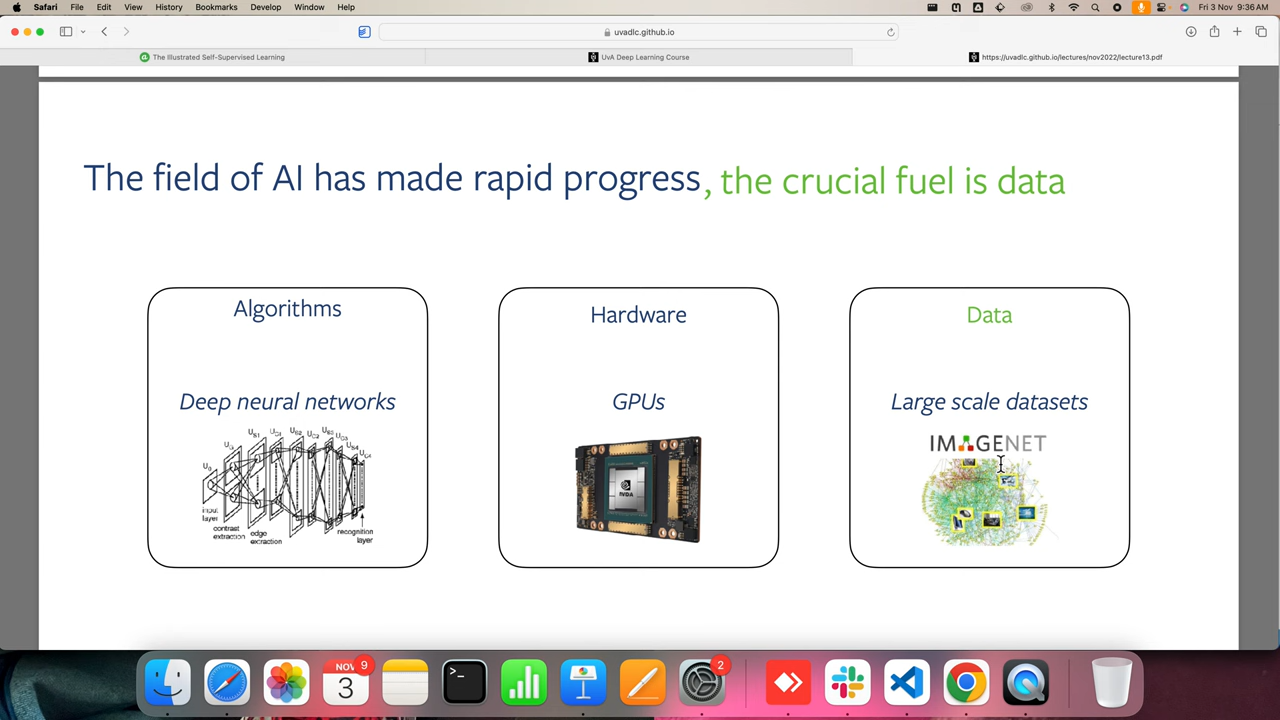 Safari File Edit View History Bookmarks Develop Window Help
Fri 3 Nov 9:36 AM
uvadlc.github.io
The Illustrated Self-Supervised Learning
UvA Deep Learning Course
https://uvadlc.github.io/lectures/nov2022/lecture13.pdf
The field of AI has made rapid progress, the crucial fuel is data
Algorithms
Deep neural networks
input
layer
contrast
extraction
edge
extraction
recognition
layer
Hardware
GPUs
Data
Large scale datasets
IMAGENET
NOV
3
9
2